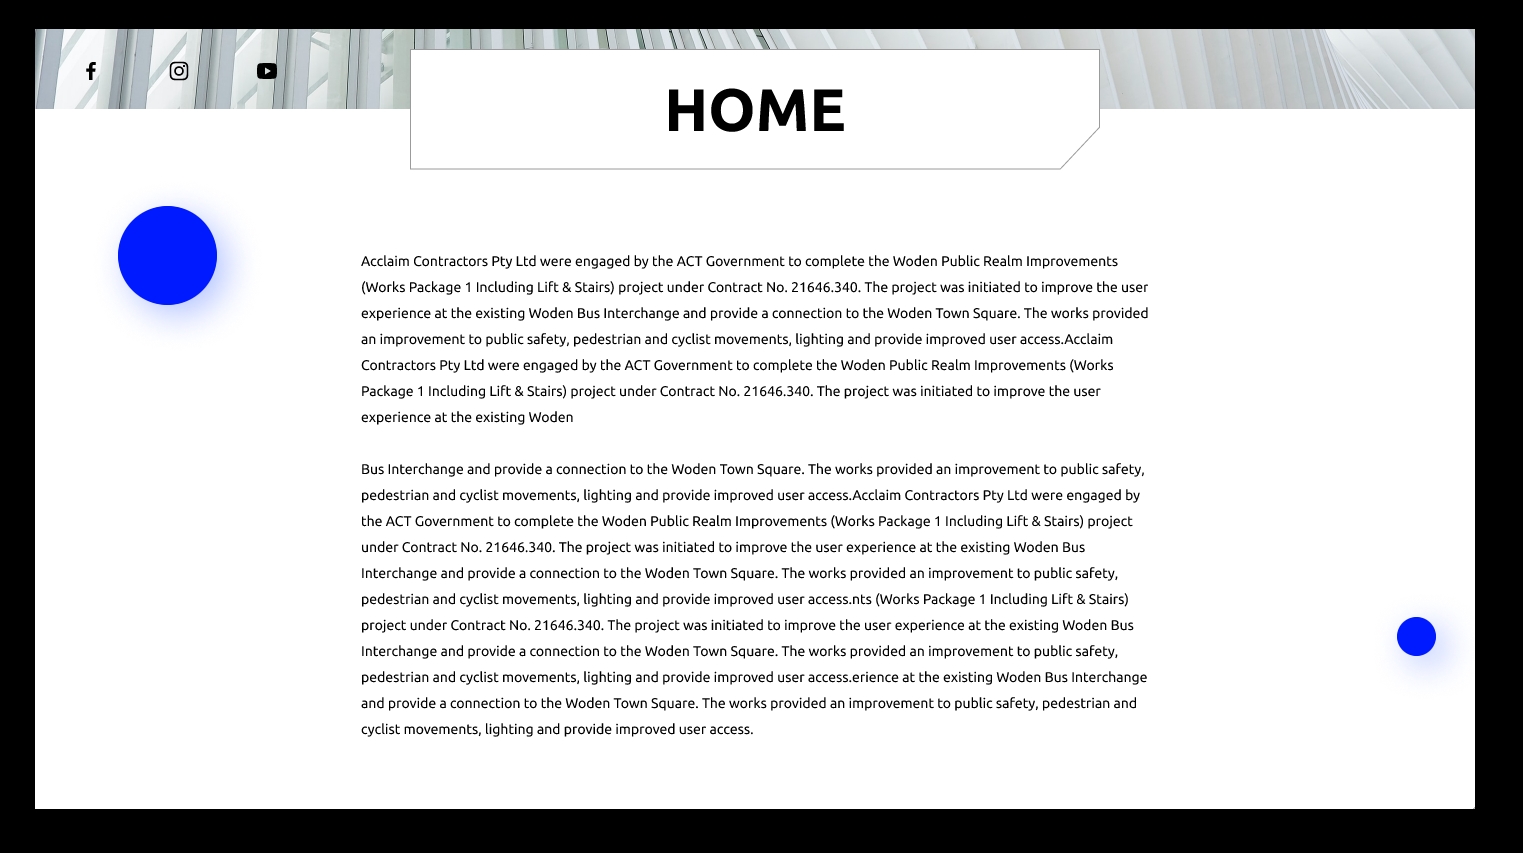 HOME
Acclaim Contractors Pty Ltd were engaged by the ACT Government to complete the Woden Public Realm Improvements
(Works Package 1 Including Lift & Stairs) project under Contract No. 21646.340. The project was initiated to improve the user
experience at the existing Woden Bus Interchange and provide a connection to the Woden Town Square. The works provided
an improvement to public safety, pedestrian and cyclist movements, lighting and provide improved user access.Acclaim
Contractors Pty Ltd were engaged by the ACT Government to complete the Woden Public Realm Improvements (Works
Package 1 Including Lift & Stairs) project under Contract No. 21646.340. The project was initiated to improve the user
experience at the existing Woden
Bus Interchange and provide a connection to the Woden Town Square. The works provided an improvement to public safety,
pedestrian and cyclist movements, lighting and provide improved user access.Acclaim Contractors Pty Ltd were engaged by
the ACT Government to complete the Woden Public Realm Improvements (Works Package 1 Including Lift & Stairs) project
under Contract No. 21646.340. The project was initiated to improve the user experience at the existing Woden Bus
Interchange and provide a connection to the Woden Town Square. The works provided an improvement to public safety,
pedestrian and cyclist movements, lighting and provide improved user access.nts (Works Package 1 Including Lift & Stairs)
project under Contract No. 21646.340. The project was initiated to improve the user experience at the existing Woden Bus
Interchange and provide a connection to the Woden Town Square. The works provided an improvement to public safety,
pedestrian and cyclist movements, lighting and provide improved user access.erience at the existing Woden Bus Interchange
and provide a connection to the Woden Town Square. The works provided an improvement to public safety, pedestrian and
cyclist movements, lighting and provide improved user access.